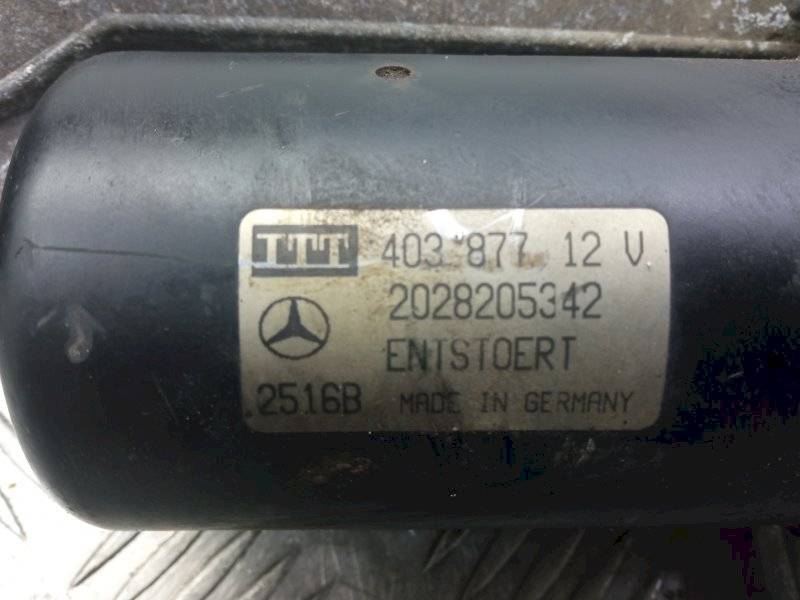 ITT 403 877 12 V
2028205342
ENTSTOERT
2516B MADE IN GERMANY